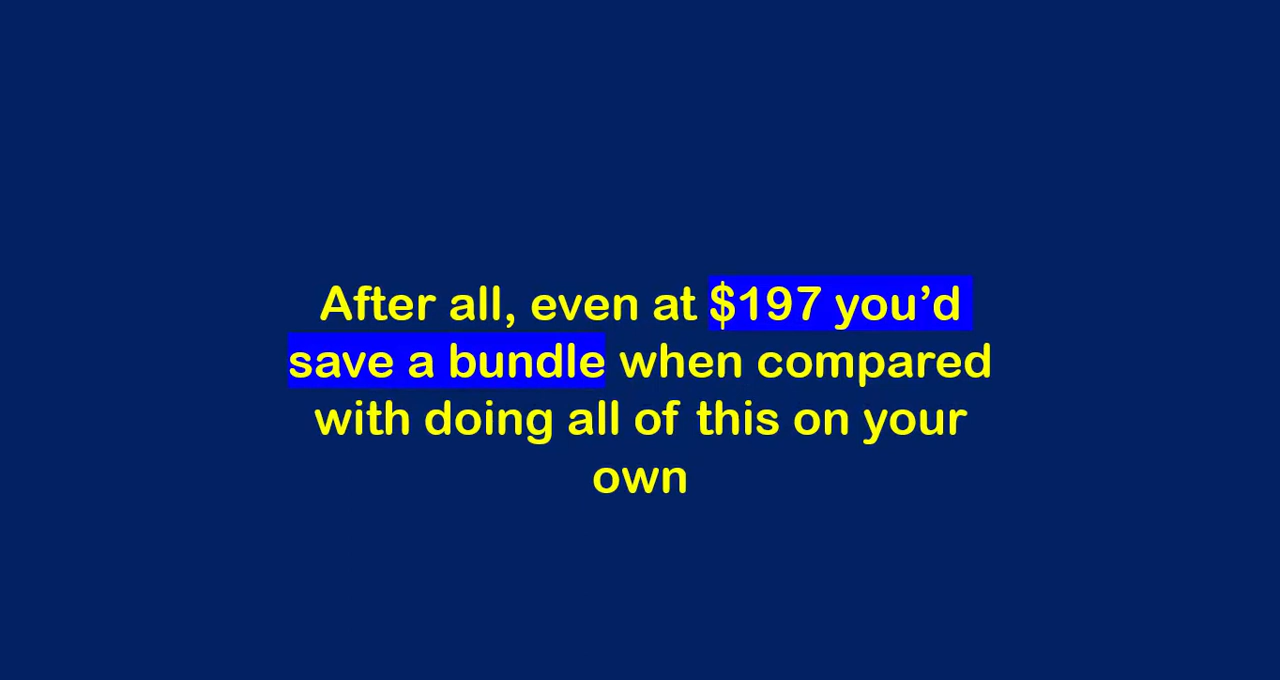 After all, even at $197 you’d
save a bundle when compared
with doing all of this on your
own